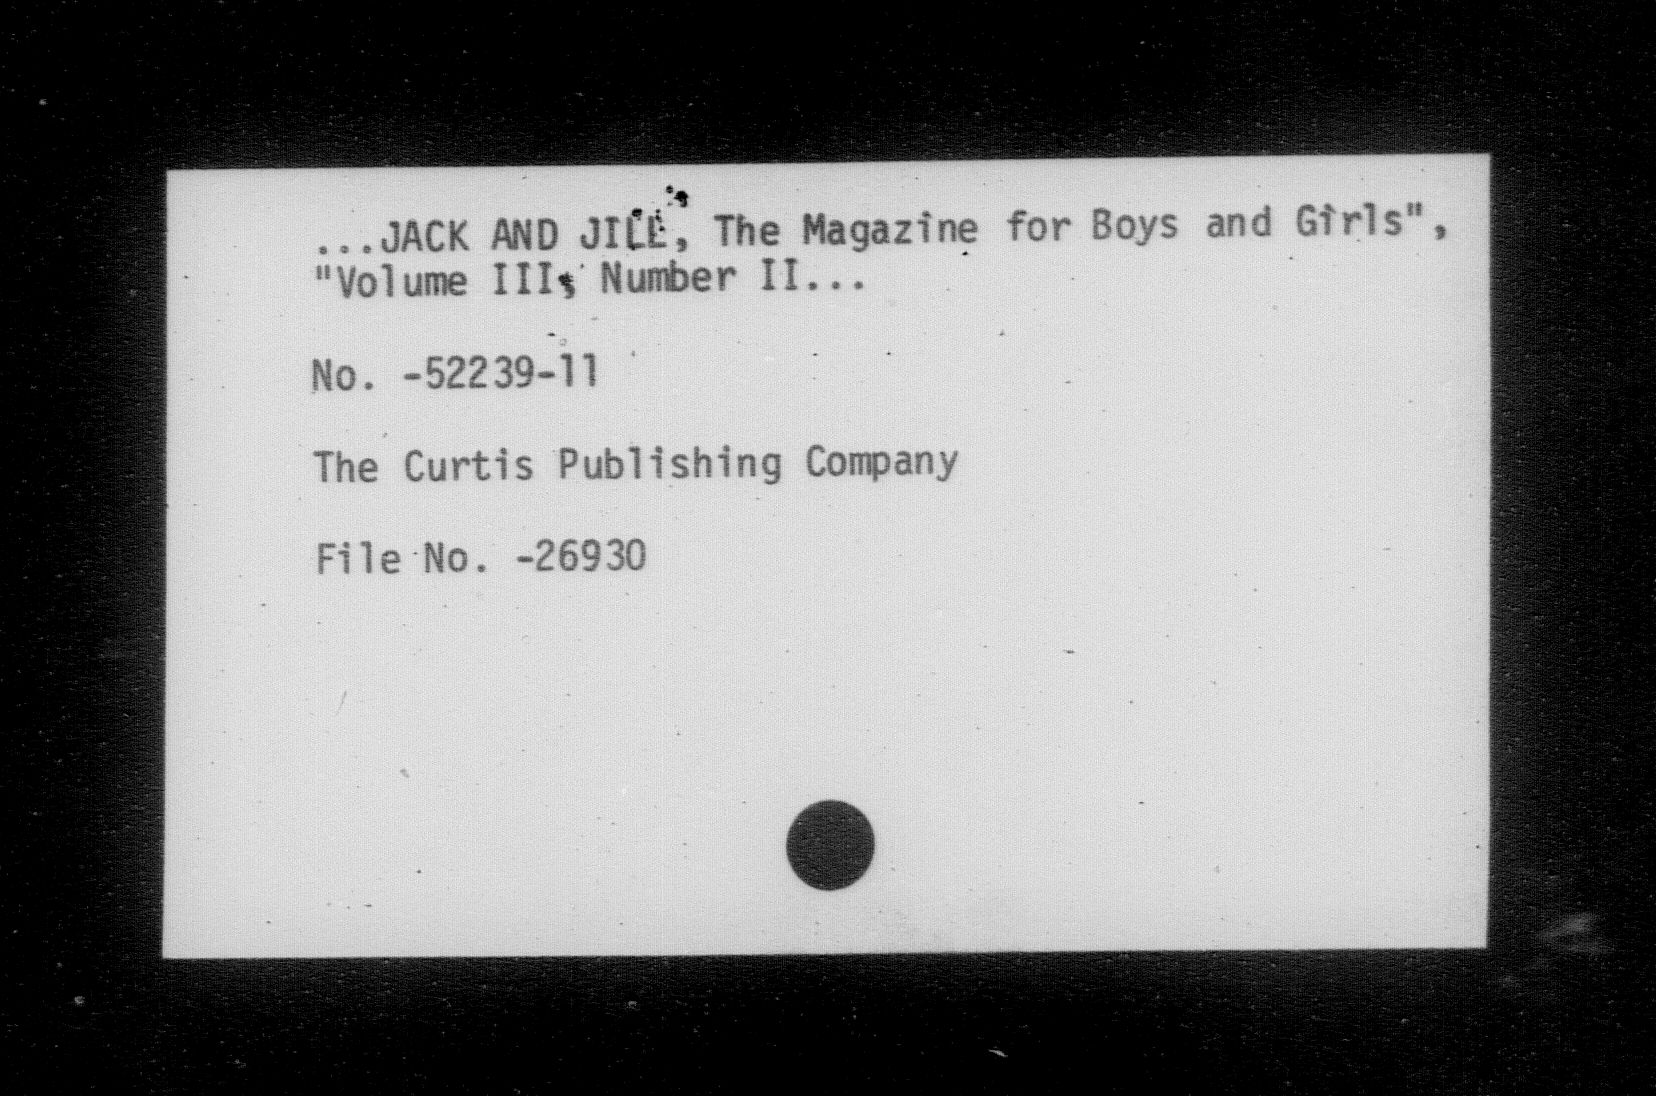 ...JACK AND JILL, The Magazine for Boys and Girls",
"Volume III, Number II...
No. -52239-11
The Curtis Publishing Company
File No. -26930